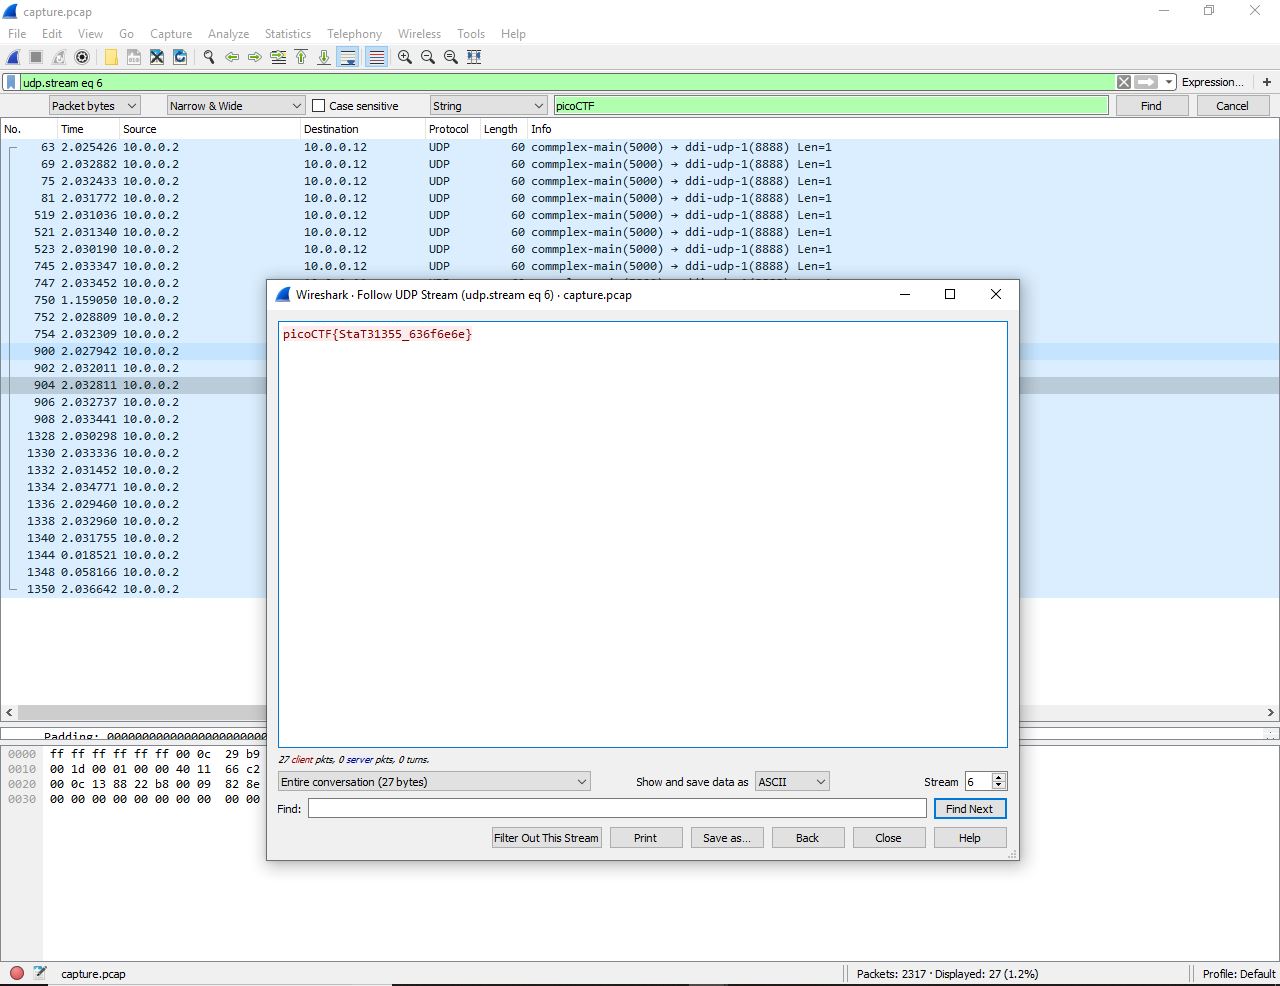 capture.pcap
File Edit View Go Capture Analyze Statistics Telephony Wireless Tools Help
udp.stream eq 6 Expression... +
Packet bytes Narrow & Wide Case sensitive String picoCTF Find Cancel
No. Time Source Destination Protocol Length Info
63 2.025426 10.0.0.2 10.0.0.12 UDP 60 commplex-main(5000) → ddi-udp-1(8888) Len=1
69 2.032882 10.0.0.2 10.0.0.12 UDP 60 commplex-main(5000) → ddi-udp-1(8888) Len=1
75 2.032433 10.0.0.2 10.0.0.12 UDP 60 commplex-main(5000) → ddi-udp-1(8888) Len=1
81 2.031772 10.0.0.2 10.0.0.12 UDP 60 commplex-main(5000) → ddi-udp-1(8888) Len=1
519 2.031036 10.0.0.2 10.0.0.12 UDP 60 commplex-main(5000) → ddi-udp-1(8888) Len=1
521 2.031340 10.0.0.2 10.0.0.12 UDP 60 commplex-main(5000) → ddi-udp-1(8888) Len=1
523 2.030190 10.0.0.2 10.0.0.12 UDP 60 commplex-main(5000) → ddi-udp-1(8888) Len=1
745 2.033347 10.0.0.2 10.0.0.12 UDP 60 commplex-main(5000) → ddi-udp-1(8888) Len=1
747 2.033452 10.0.0.2
750 1.159050 10.0.0.2
752 2.028809 10.0.0.2
754 2.032309 10.0.0.2
900 2.027942 10.0.0.2
902 2.032011 10.0.0.2
904 2.032811 10.0.0.2
906 2.032737 10.0.0.2
908 2.033441 10.0.0.2
1328 2.030298 10.0.0.2
1330 2.033336 10.0.0.2
1332 2.031452 10.0.0.2
1334 2.034771 10.0.0.2
1336 2.029460 10.0.0.2
1338 2.032960 10.0.0.2
1340 2.031755 10.0.0.2
1344 0.018521 10.0.0.2
1348 0.058166 10.0.0.2
1350 2.036642 10.0.0.2
Wireshark · Follow UDP Stream (udp.stream eq 6) · capture.pcap
picoCTF{StaT31355_636f6e6e}
27 client pkts, 0 server pkts, 0 turns.
Entire conversation (27 bytes) Show and save data as ASCII Stream 6
Find: Find Next
Filter Out This Stream Print Save as... Back Close Help
Padding: 00000000000000000000000
0000 ff ff ff ff ff ff 00 0c 29 b9
0010 00 1d 00 01 00 00 40 11 66 c2
0020 00 0c 13 88 22 b8 00 09 82 8e
0030 00 00 00 00 00 00 00 00 00 00
capture.pcap Packets: 2317 · Displayed: 27 (1.2%) Profile: Default